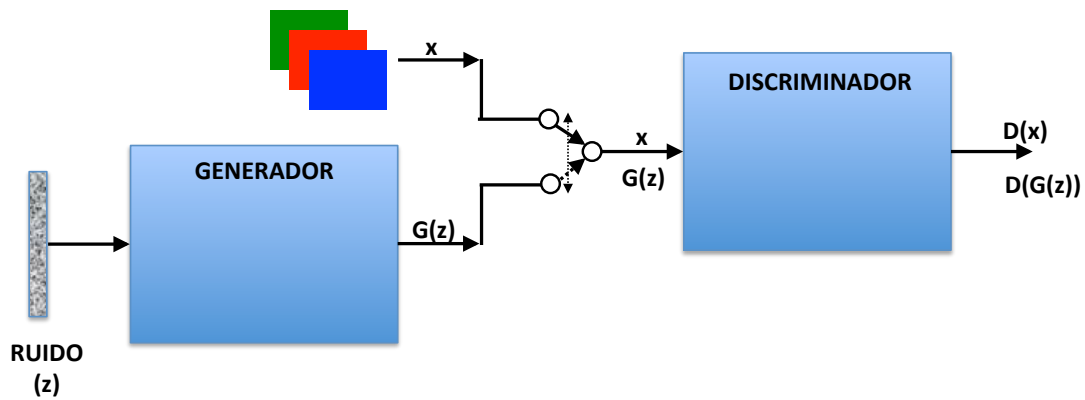 x
DISCRIMINADOR
GENERADOR
x
G(z)
D(x)
D(G(z))
G(z)
RUIDO
(z)